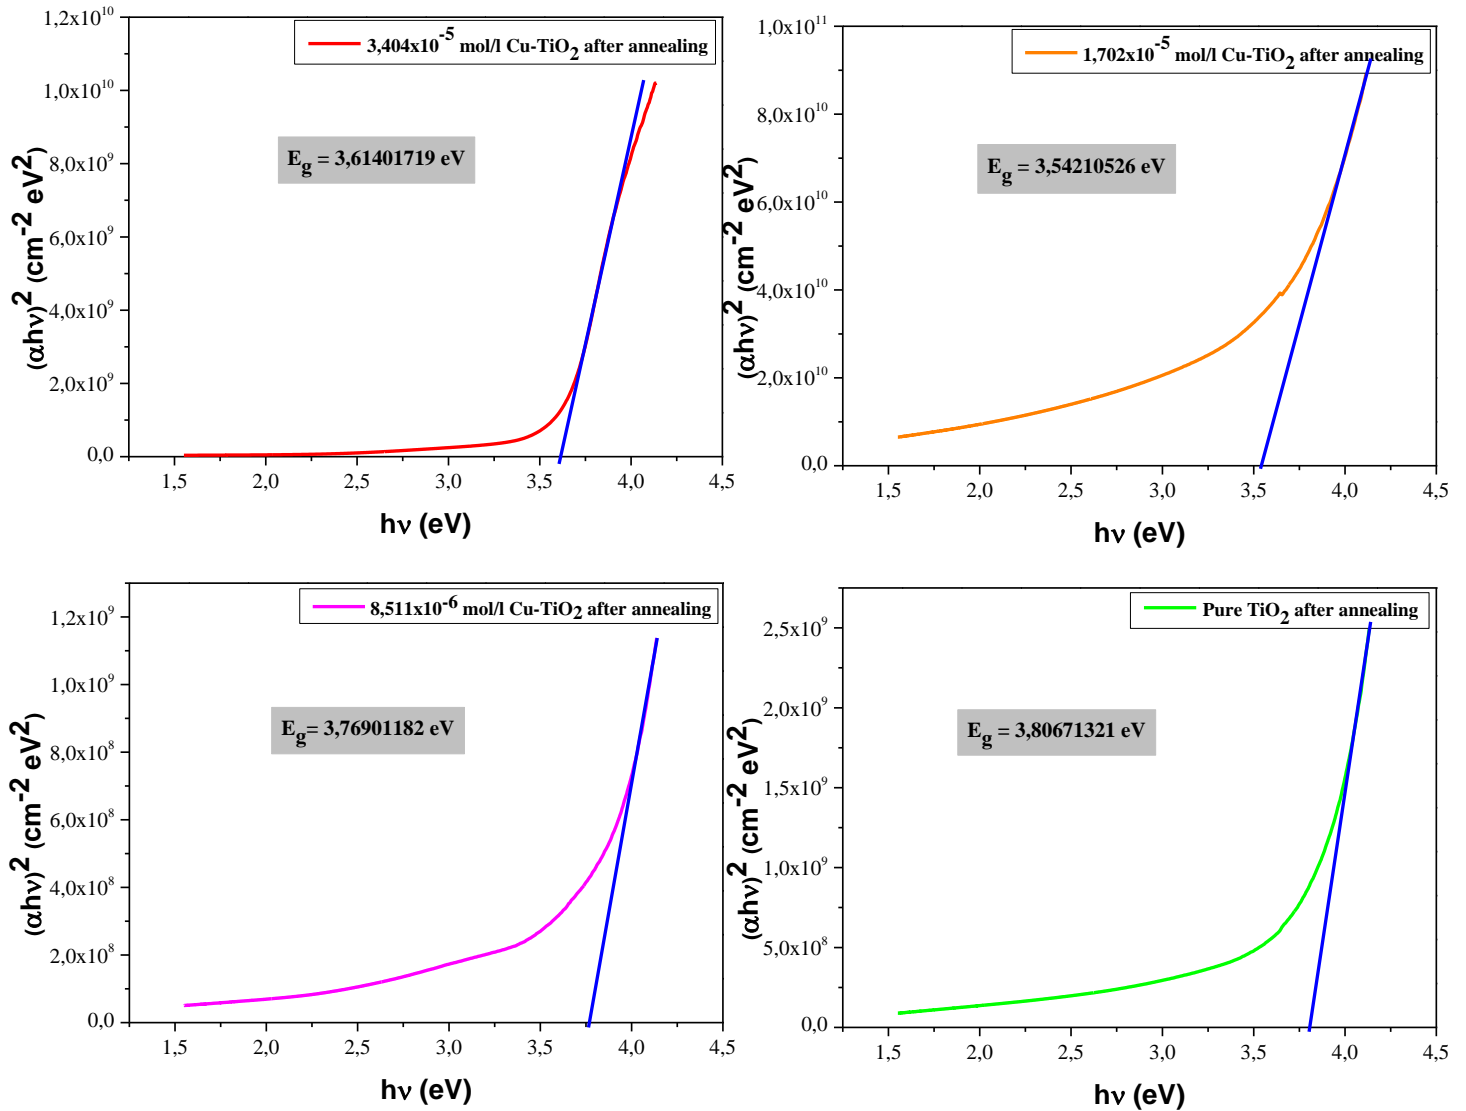 1,2x10^10
1,0x10^10
8,0x10^9
6,0x10^9
4,0x10^9
2,0x10^9
0,0
(αhν)^2 (cm^-2 eV^2)
3,404x10^-5 mol/l Cu-TiO2 after annealing
Eg = 3,61401719 eV
1,5 2,0 2,5 3,0 3,5 4,0 4,5
hν (eV)
1,0x10^11
8,0x10^10
6,0x10^10
4,0x10^10
2,0x10^10
0,0
(αhν)^2 (cm^-2 eV^2)
1,702x10^-5 mol/l Cu-TiO2 after annealing
Eg = 3,54210526 eV
1,5 2,0 2,5 3,0 3,5 4,0 4,5
hν (eV)
1,2x10^9
1,0x10^9
8,0x10^8
6,0x10^8
4,0x10^8
2,0x10^8
0,0
(αhν)^2 (cm^-2 eV^2)
8,511x10^-6 mol/l Cu-TiO2 after annealing
Eg= 3,76901182 eV
1,5 2,0 2,5 3,0 3,5 4,0 4,5
hν (eV)
2,5x10^9
2,0x10^9
1,5x10^9
1,0x10^9
5,0x10^8
0,0
(αhν)^2 (cm^-2 eV^2)
Pure TiO2 after annealing
Eg = 3,80671321 eV
1,5 2,0 2,5 3,0 3,5 4,0 4,5
hν (eV)